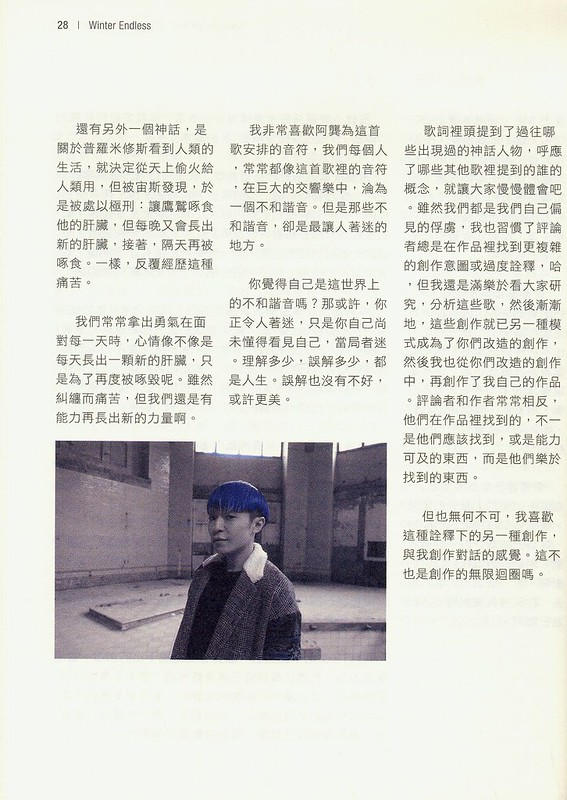 28 | Winter Endless
還有另外一個神話，是
關於普羅米修斯看到人類的
生活，就決定從天上偷火給
人類用，但被宙斯發現，於
是被處以極刑：讓鷹鷲啄食
他的肝臟，但每晚又會長出
新的肝臟，接著，隔天再被
啄食。一樣，反覆經歷這種
痛苦。
我們常常拿出勇氣在面
對每一天時，心情像不像是
每天長出一顆新的肝臟，只
是為了再度被啄毀呢。雖然
糾纏而痛苦，但我們還是有
能力再長出新的力量啊。
我非常喜歡阿龔為這首
歌安排的音符，我們每個人
，常常都像這首歌裡的音符
，在巨大的交響樂中，淪為
一個不和諧音。但是那些不
和諧音，卻是最讓人著迷的
地方。
你覺得自己是這世界上
的不和諧音嗎？那或許，你
正令人著迷，只是你自己尚
未懂得看見自己，當局者迷
。理解多少，誤解多少，都
是人生。誤解也沒有不好，
或許更美。
歌詞裡頭提到了過往哪
些出現過的神話人物，呼應
了哪些其他歌裡提到的誰的
概念，就讓大家慢慢體會吧
。雖然我們都是我們自己偏
見的俘虜，我也習慣了評論
者總是在作品裡找到更複雜
的創作意圖或過度詮釋，哈
，但我還是滿樂於看大家研
究，分析這些歌，然後漸漸
地，這些創作就已另一種模
式成為了你們改造的創作，
然後我也從你們改造的創作
中，再創作了我自己的作品
。評論者和作者常常相反，
他們在作品裡找到的，不一
是他們應該找到，或是能力
可及的東西，而是他們樂於
找到的東西。
但也無何不可，我喜歡
這種詮釋下的另一種創作，
與我創作對話的感覺。這不
也是創作的無限迴圈嗎。